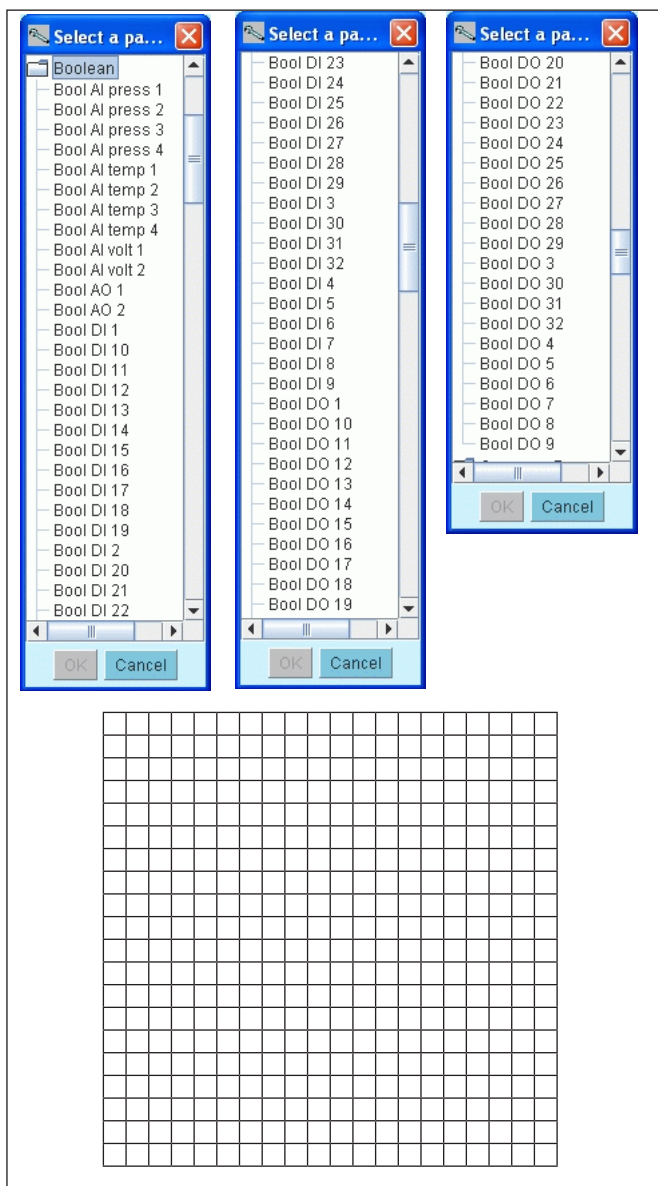 Select a pa...
Boolean
Bool AI press 1
Bool AI press 2
Bool AI press 3
Bool AI press 4
Bool AI temp 1
Bool AI temp 2
Bool AI temp 3
Bool AI temp 4
Bool AI volt 1
Bool AI volt 2
Bool AO 1
Bool AO 2
Bool DI 1
Bool DI 10
Bool DI 11
Bool DI 12
Bool DI 13
Bool DI 14
Bool DI 15
Bool DI 16
Bool DI 17
Bool DI 18
Bool DI 19
Bool DI 2
Bool DI 20
Bool DI 21
Bool DI 22
OK Cancel
Select a pa...
Bool DI 23
Bool DI 24
Bool DI 25
Bool DI 26
Bool DI 27
Bool DI 28
Bool DI 29
Bool DI 3
Bool DI 30
Bool DI 31
Bool DI 32
Bool DI 4
Bool DI 5
Bool DI 6
Bool DI 7
Bool DI 8
Bool DI 9
Bool DO 1
Bool DO 10
Bool DO 11
Bool DO 12
Bool DO 13
Bool DO 14
Bool DO 15
Bool DO 16
Bool DO 17
Bool DO 18
Bool DO 19
OK Cancel
Select a pa...
Bool DO 20
Bool DO 21
Bool DO 22
Bool DO 23
Bool DO 24
Bool DO 25
Bool DO 26
Bool DO 27
Bool DO 28
Bool DO 29
Bool DO 3
Bool DO 30
Bool DO 31
Bool DO 32
Bool DO 4
Bool DO 5
Bool DO 6
Bool DO 7
Bool DO 8
Bool DO 9
OK Cancel